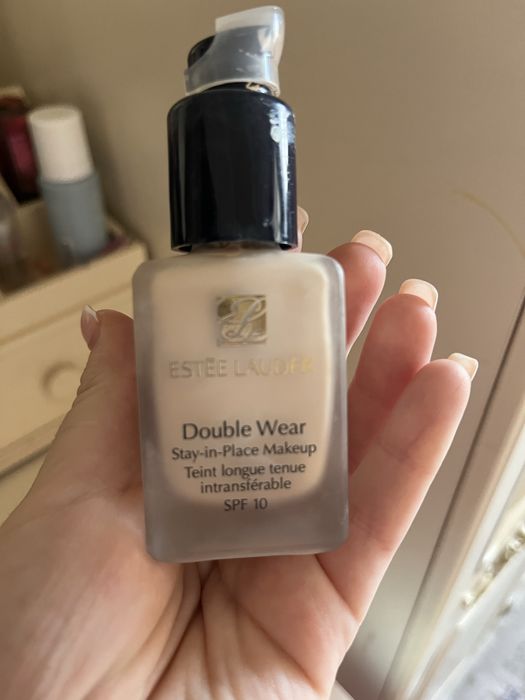 ESTĒE LAUDER
Double Wear
Stay-in-Place Makeup
Teint longue tenue
intransférable
SPF 10